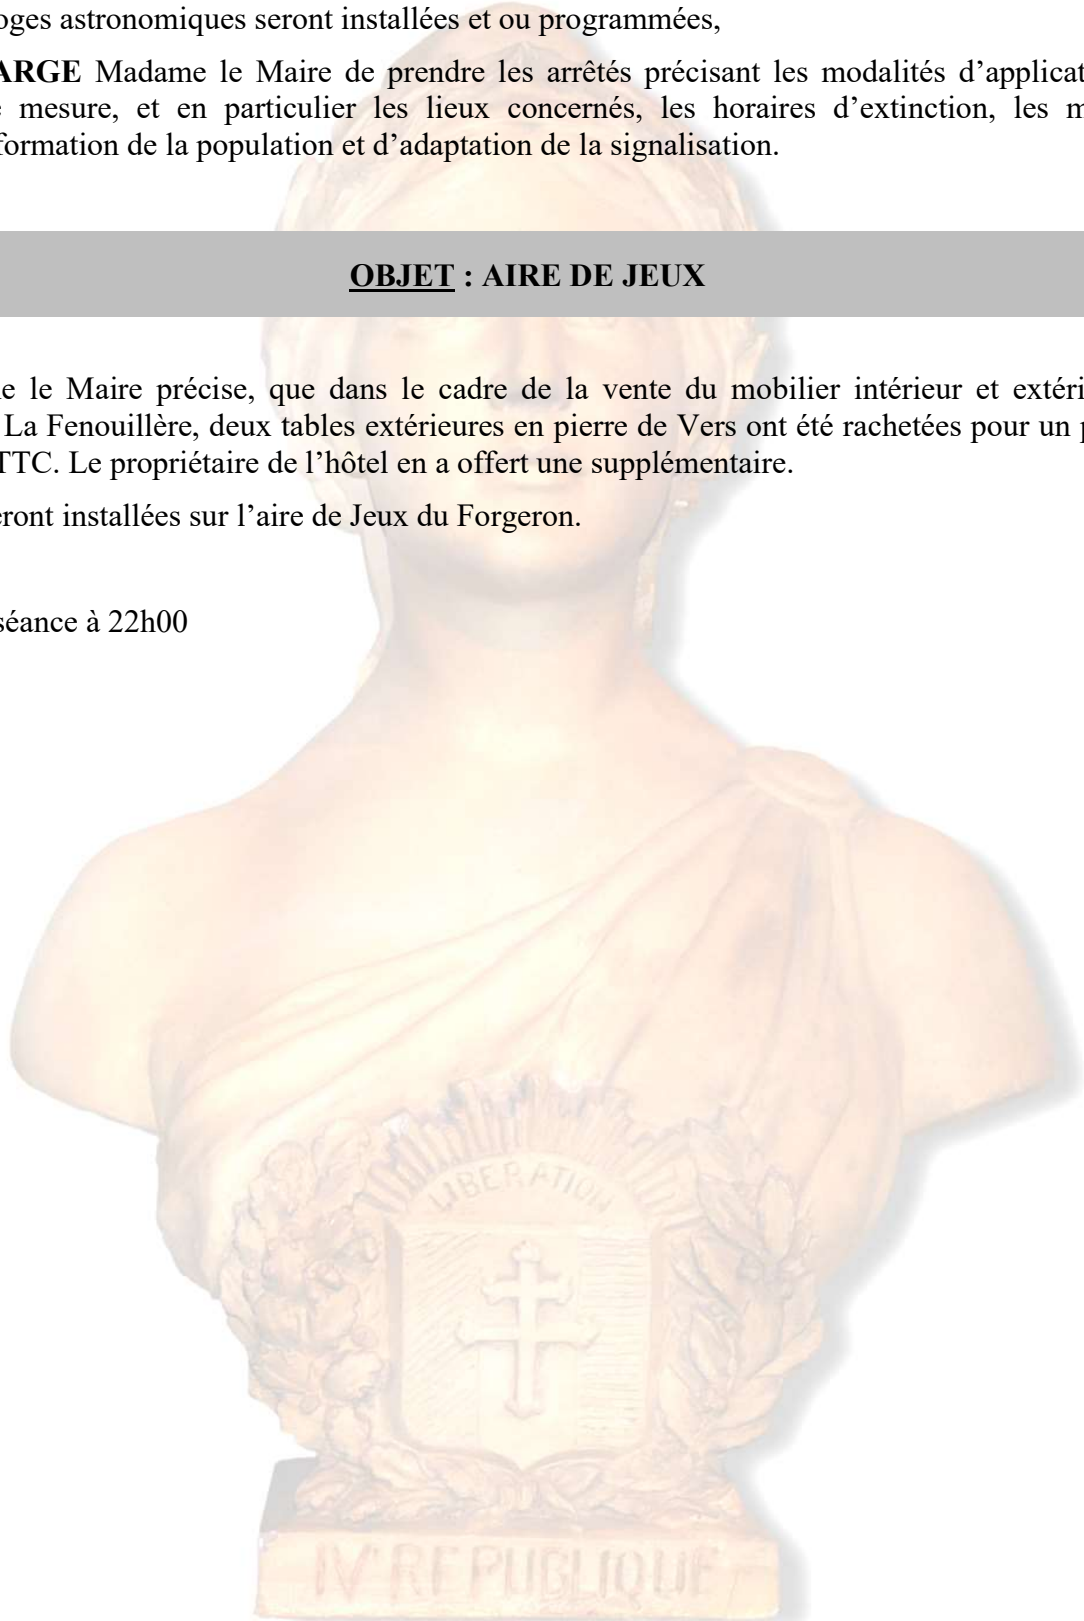 oges astronomiques seront installées et ou programmées,
ARGE Madame le Maire de prendre les arrêtés précisant les modalités d’applicat
e mesure, et en particulier les lieux concernés, les horaires d’extinction, les m
formation de la population et d’adaptation de la signalisation.
OBJET : AIRE DE JEUX
e le Maire précise, que dans le cadre de la vente du mobilier intérieur et extéri
La Fenouillère, deux tables extérieures en pierre de Vers ont été rachetées pour un p
TTC. Le propriétaire de l’hôtel en a offert une supplémentaire.
eront installées sur l’aire de Jeux du Forgeron.
séance à 22h00
LIBERATION
IVᵉ REPUBLIQUE